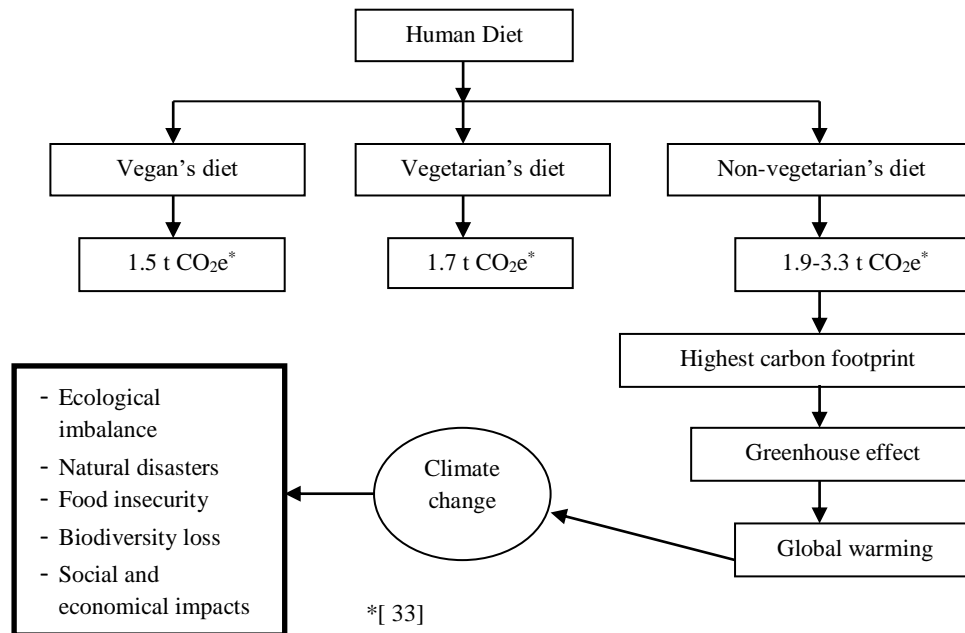 Human Diet
Vegan’s diet
Vegetarian’s diet
Non-vegetarian’s diet
1.5 t CO₂e*
1.7 t CO₂e*
1.9-3.3 t CO₂e*
Highest carbon footprint
Greenhouse effect
Global warming
Climate
change
- Ecological
imbalance
- Natural disasters
- Food insecurity
- Biodiversity loss
- Social and
economical impacts
*[ 33]